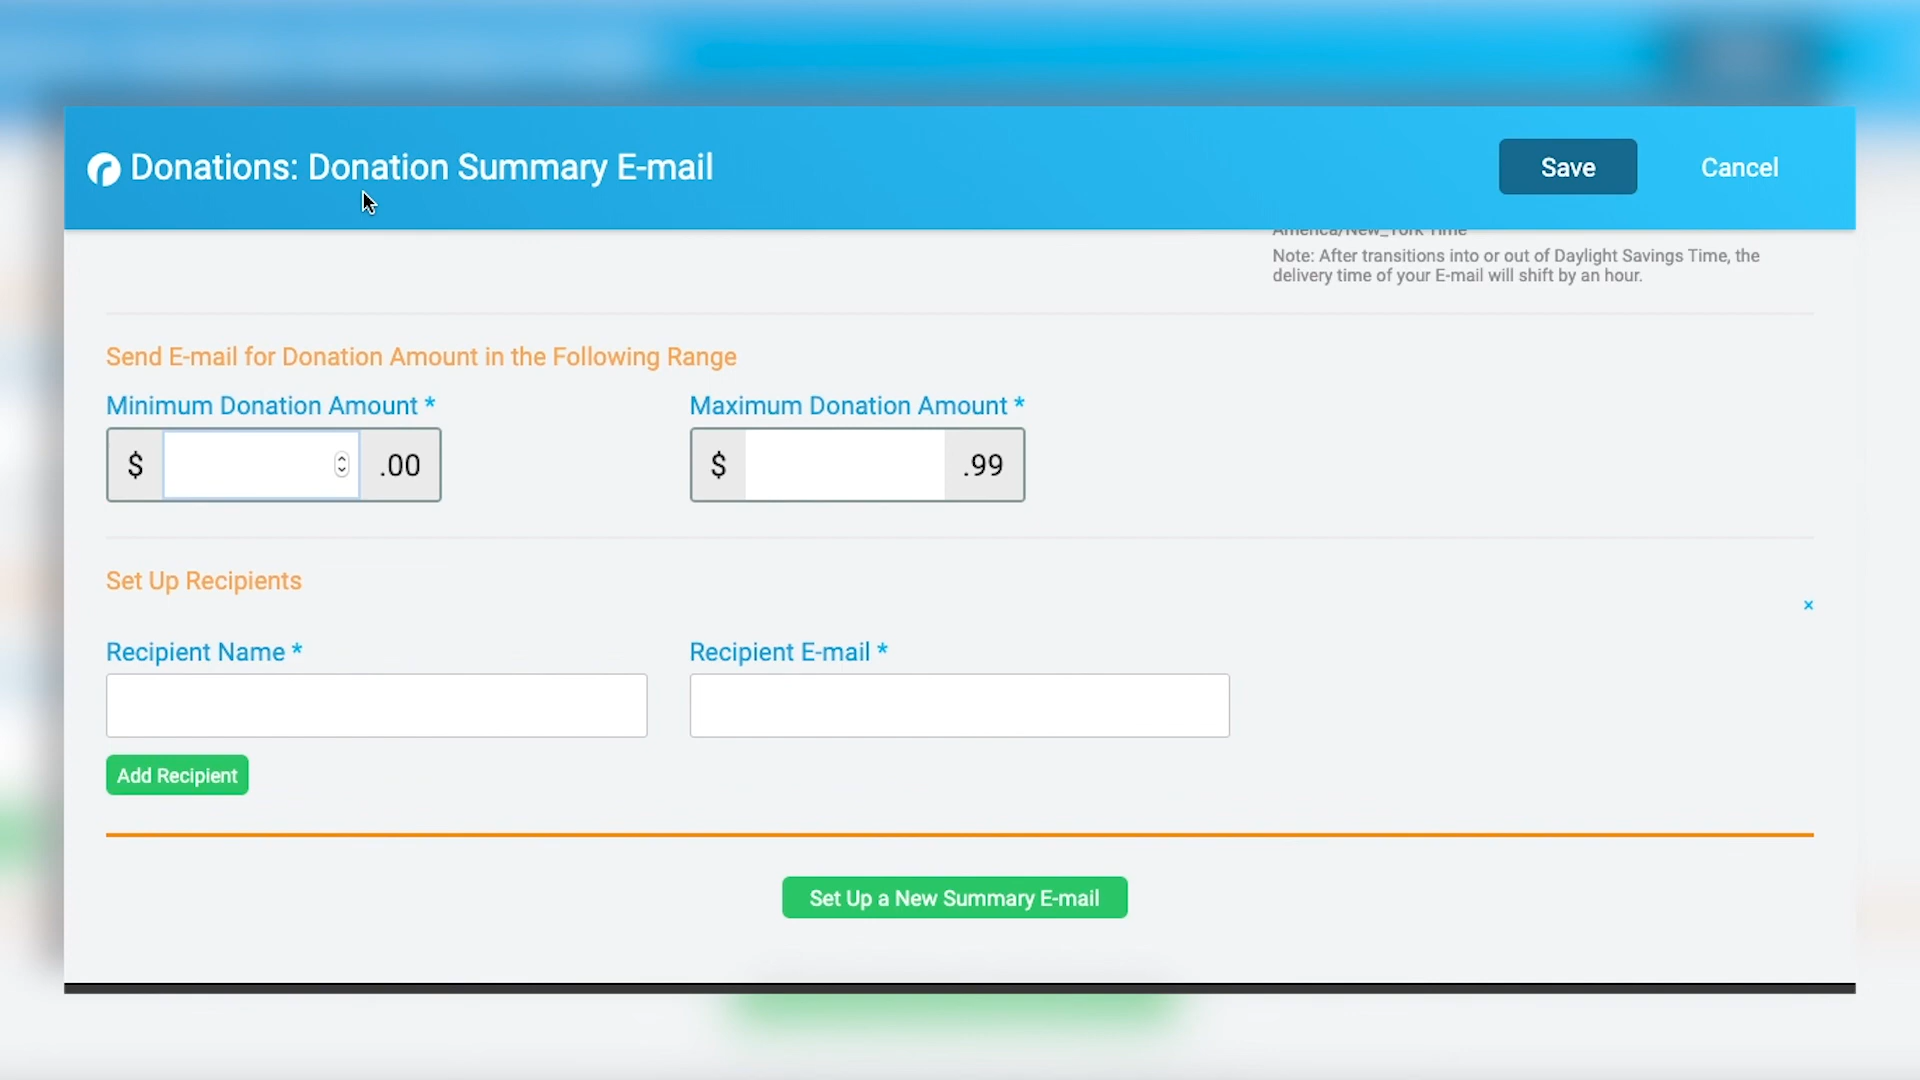 Donations: Donation Summary E-mail
Save
Cancel
America/New_York Time
Note: After transitions into or out of Daylight Savings Time, the
delivery time of your E-mail will shift by an hour.
Send E-mail for Donation Amount in the Following Range
Minimum Donation Amount *
Maximum Donation Amount *
$ .00
$ .99
Set Up Recipients
×
Recipient Name *
Recipient E-mail *
Add Recipient
Set Up a New Summary E-mail